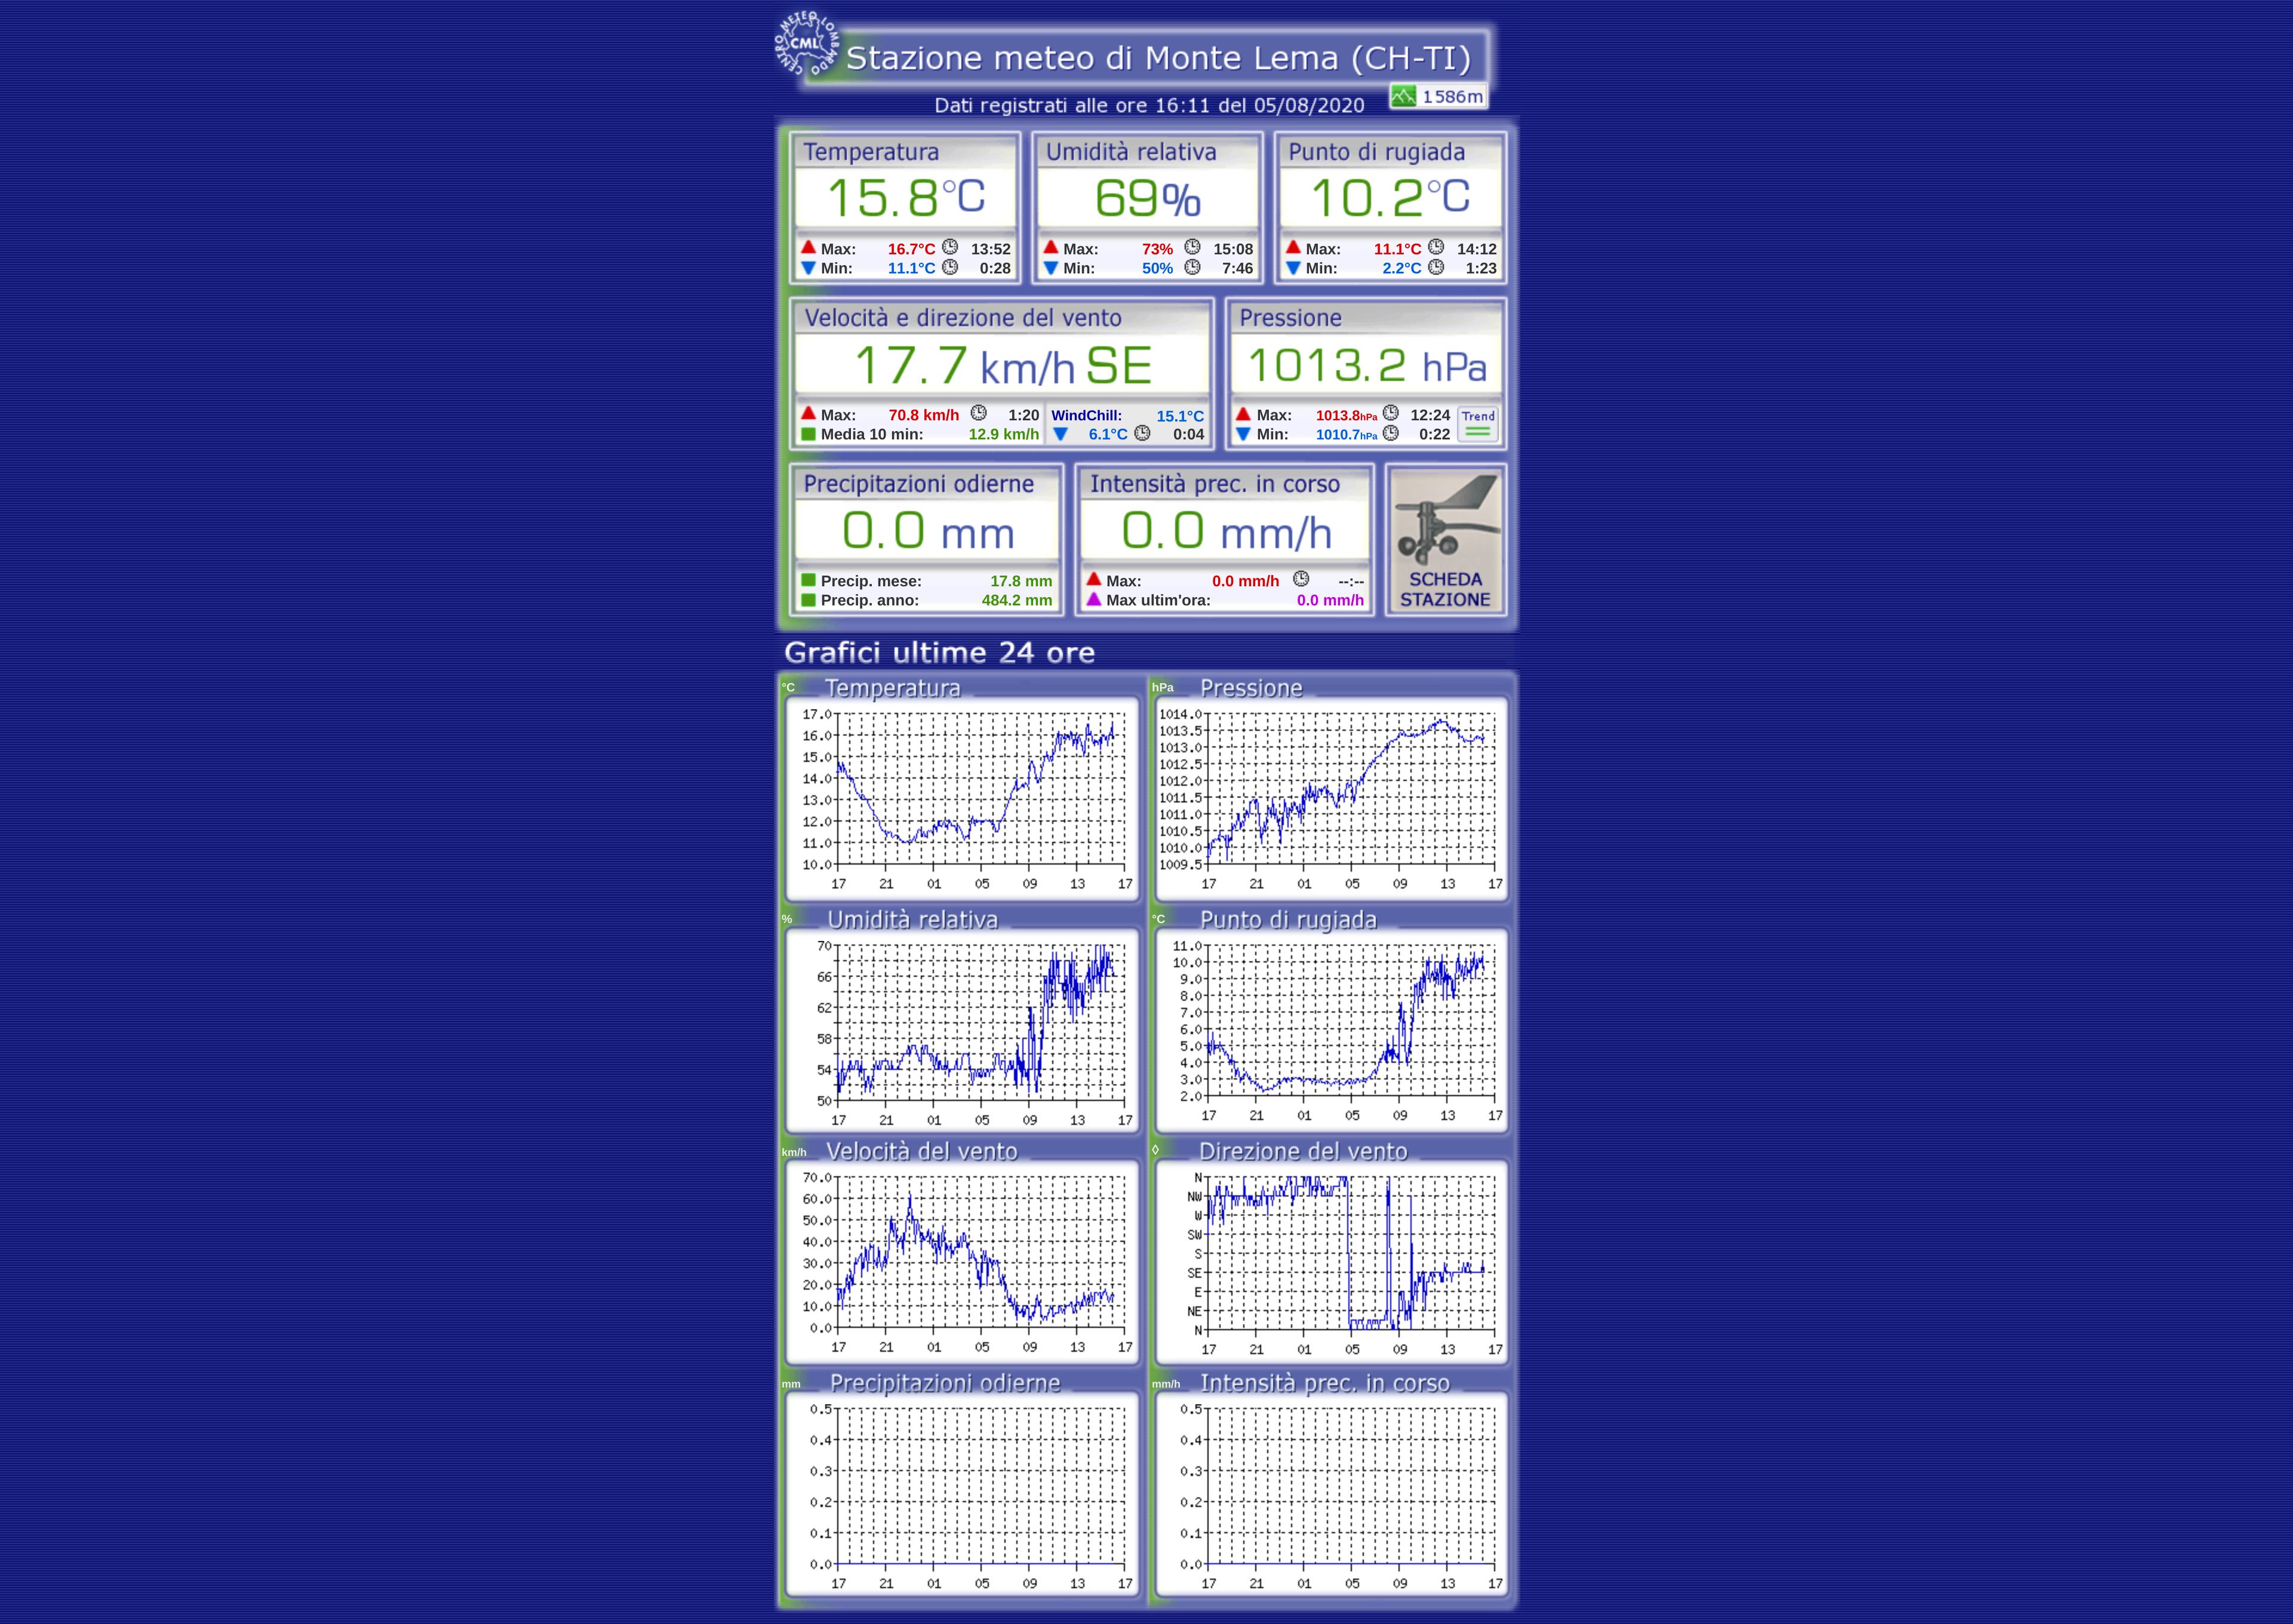 CENTRO METEO LOMBARDO
CML
Stazione meteo di Monte Lema (CH-TI)
Dati registrati alle ore 16:11 del 05/08/2020
1586m
Temperatura
15.8°C
Max: 16.7°C 13:52
Min: 11.1°C 0:28
Umidità relativa
69%
Max: 73% 15:08
Min: 50% 7:46
Punto di rugiada
10.2°C
Max: 11.1°C 14:12
Min: 2.2°C 1:23
Velocità e direzione del vento
17.7 km/h SE
Max: 70.8 km/h 1:20
Media 10 min: 12.9 km/h
WindChill: 15.1°C
6.1°C 0:04
Pressione
1013.2 hPa
Max: 1013.8hPa 12:24
Min: 1010.7hPa 0:22
Trend
Precipitazioni odierne
0.0 mm
Precip. mese: 17.8 mm
Precip. anno: 484.2 mm
Intensità prec. in corso
0.0 mm/h
Max: 0.0 mm/h --:--
Max ultim'ora: 0.0 mm/h
SCHEDA
STAZIONE
Grafici ultime 24 ore
°C Temperatura
17.0
16.0
15.0
14.0
13.0
12.0
11.0
10.0
17 21 01 05 09 13 17
hPa Pressione
1014.0
1013.5
1013.0
1012.5
1012.0
1011.5
1011.0
1010.5
1010.0
1009.5
17 21 01 05 09 13 17
% Umidità relativa
70
66
62
58
54
50
17 21 01 05 09 13 17
°C Punto di rugiada
11.0
10.0
9.0
8.0
7.0
6.0
5.0
4.0
3.0
2.0
17 21 01 05 09 13 17
km/h Velocità del vento
70.0
60.0
50.0
40.0
30.0
20.0
10.0
0.0
17 21 01 05 09 13 17
◊ Direzione del vento
N
NW
W
SW
S
SE
E
NE
N
17 21 01 05 09 13 17
mm Precipitazioni odierne
0.5
0.4
0.3
0.2
0.1
0.0
17 21 01 05 09 13 17
mm/h Intensità prec. in corso
0.5
0.4
0.3
0.2
0.1
0.0
17 21 01 05 09 13 17